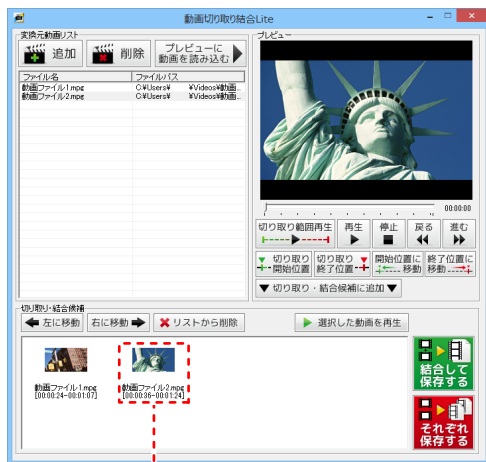 動画切り取り結合Lite
変換元動画リスト
追加
削除
プレビューに
動画を読み込む
ファイル名 ファイルパス
動画ファイル1.mpg C:¥Users¥ ¥Videos¥動画...
動画ファイル2.mpg C:¥Users¥ ¥Videos¥動画...
プレビュー
00:00:00
切り取り範囲再生
再生
停止
戻る
進む
切り取り
開始位置
切り取り
終了位置
開始位置に
移動
終了位置に
移動
▼ 切り取り・結合候補に追加 ▼
切り取り・結合候補
左に移動
右に移動
リストから削除
選択した動画を再生
動画ファイル1.mpg
[00:00:24-00:01:07]
動画ファイル2.mpg
[00:00:36-00:01:24]
結合して
保存する
それぞれ
保存する